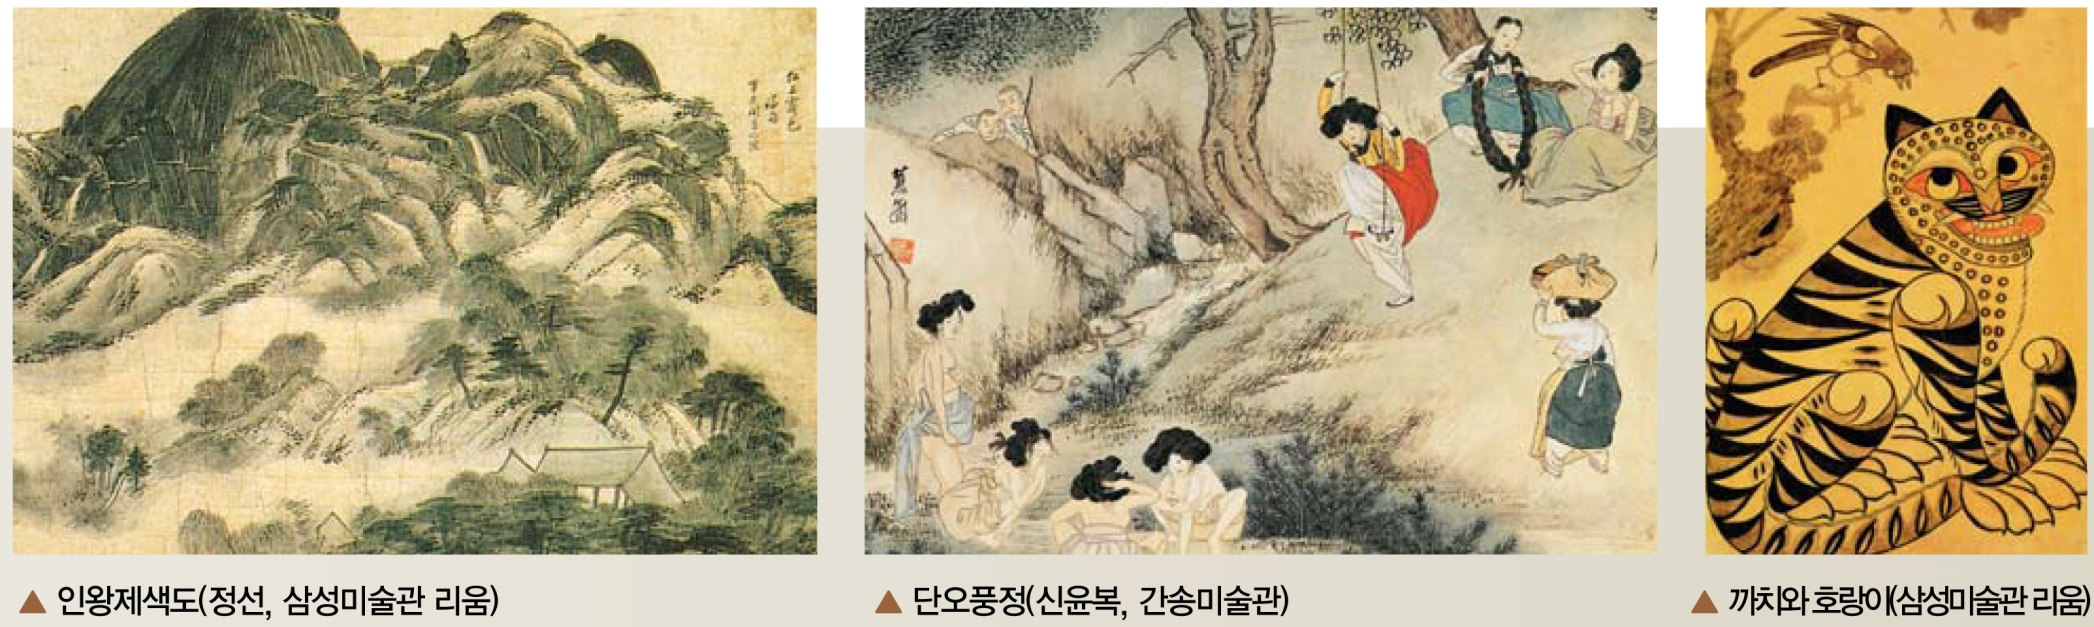 ▲ 인왕제색도(정선, 삼성미술관 리움)
▲ 단오풍정(신윤복, 간송미술관)
▲ 까치와 호랑이(삼성미술관 리움)